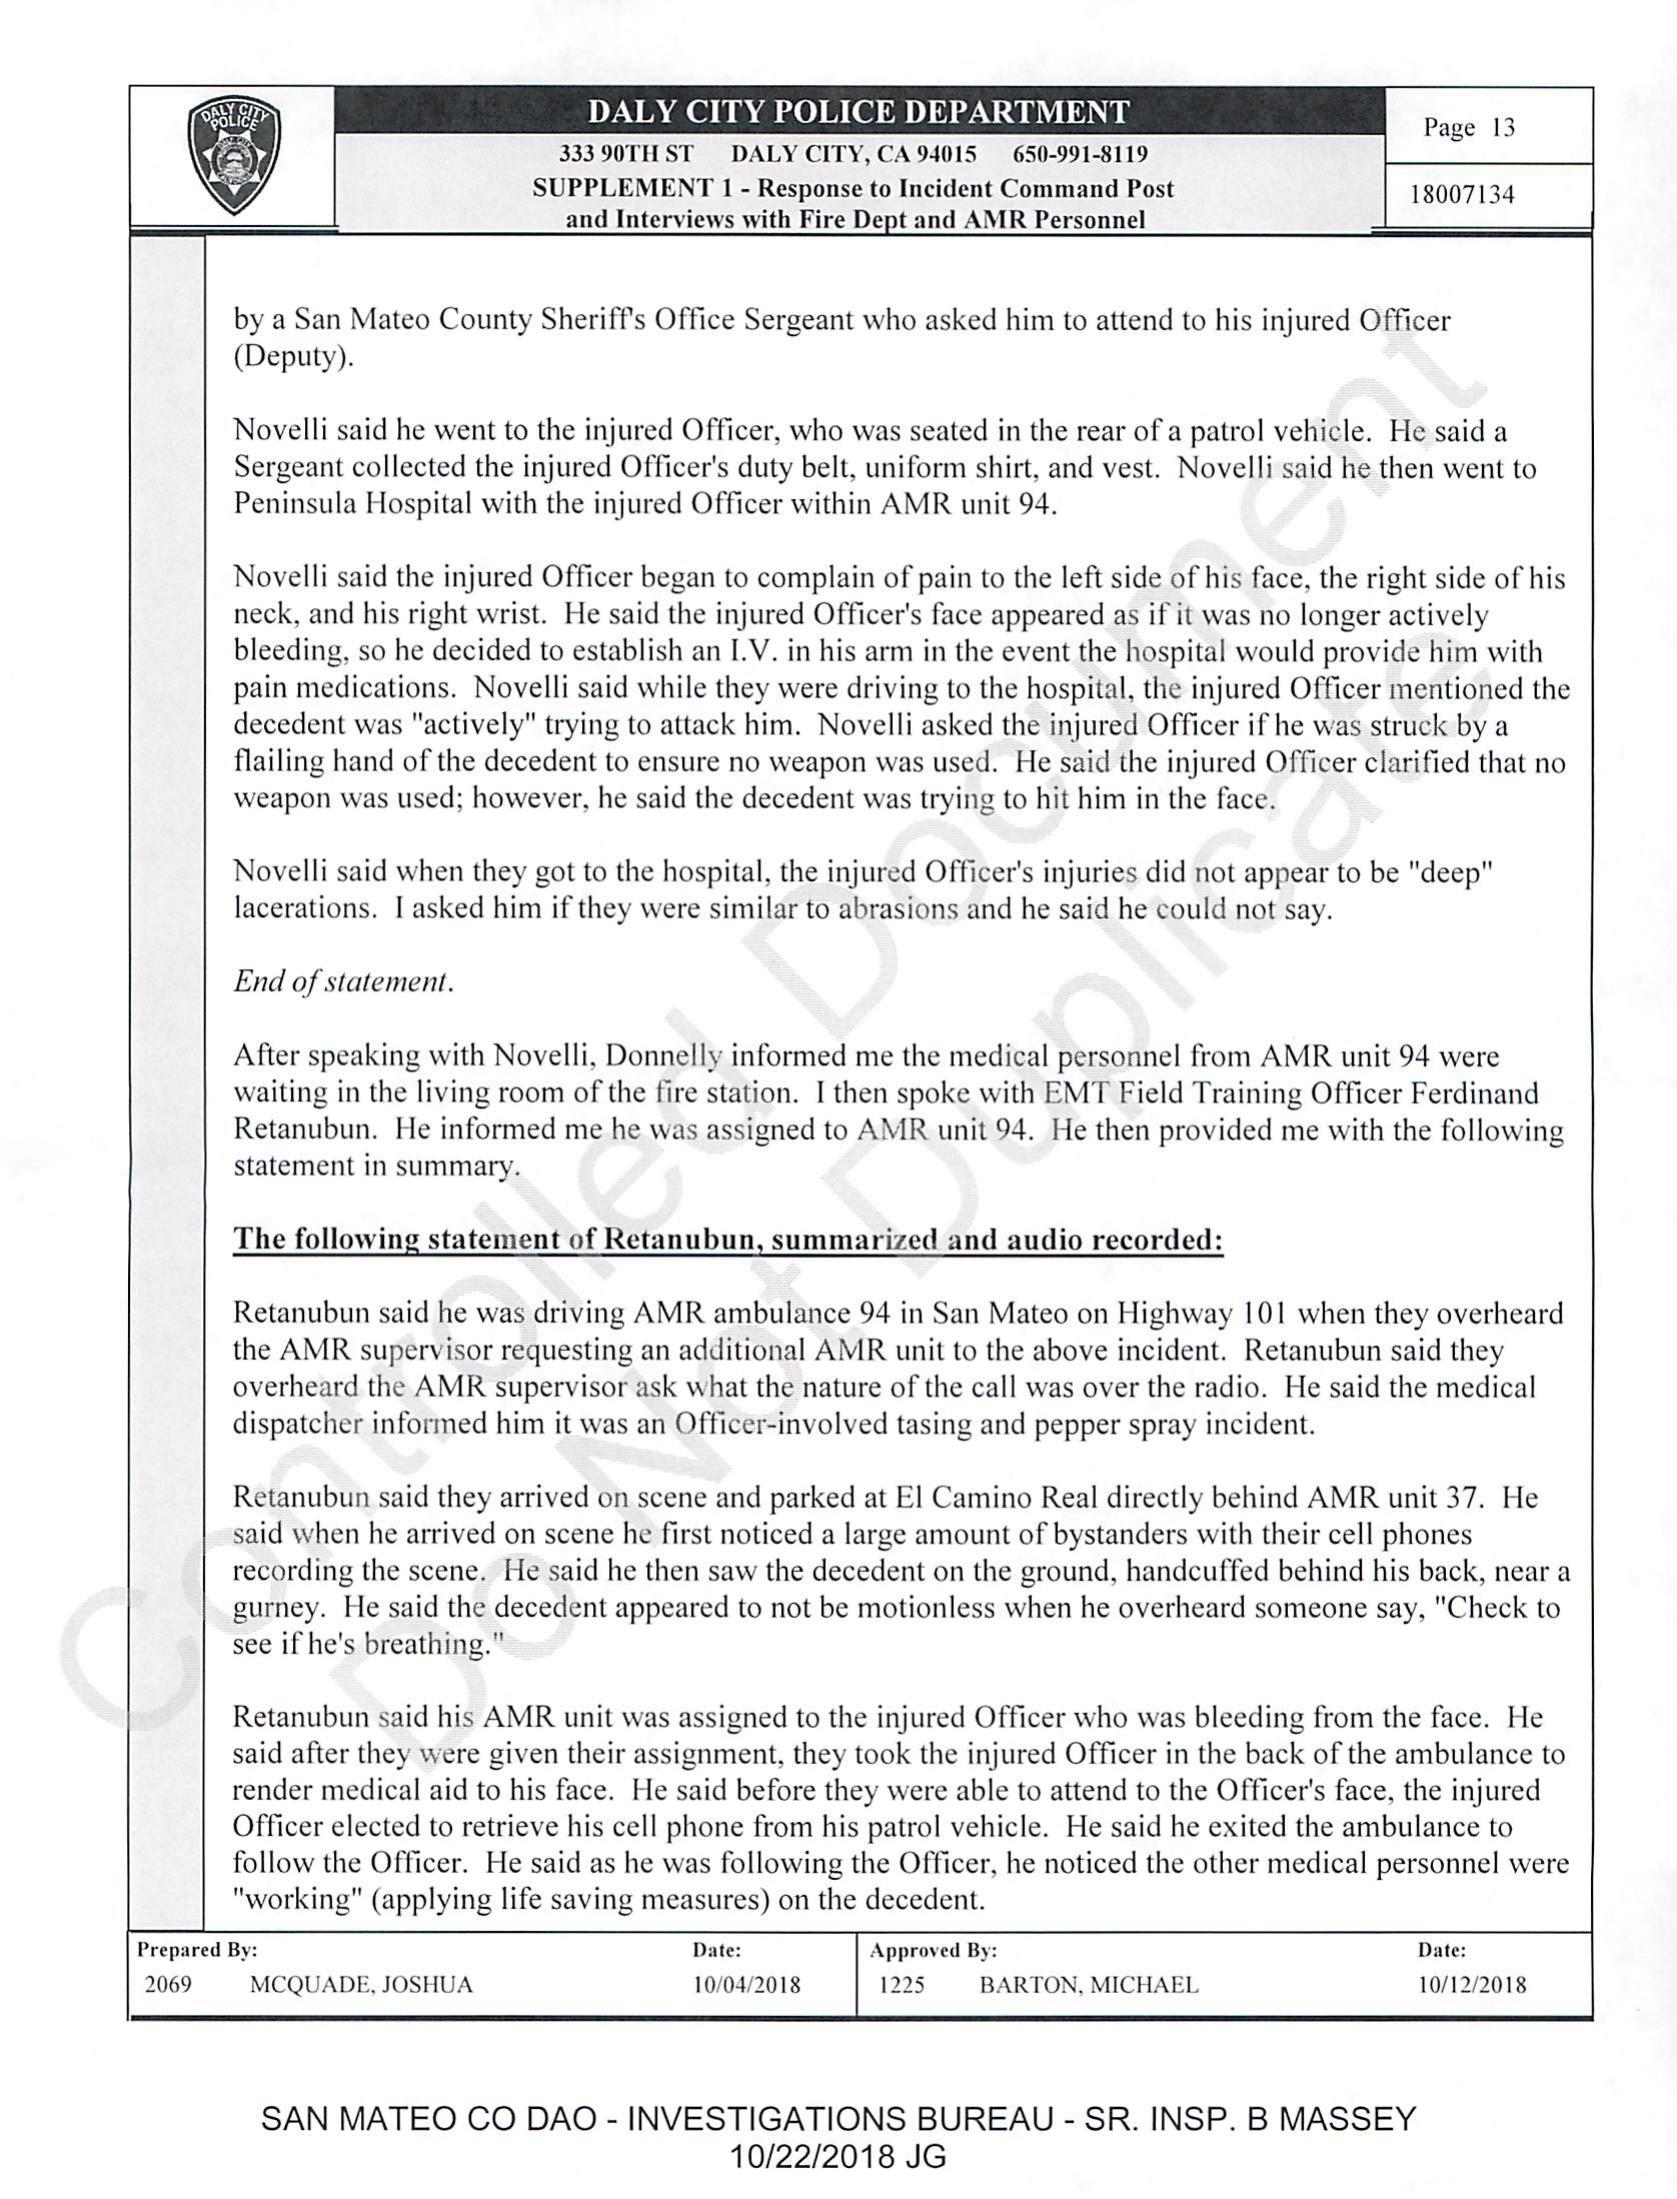 DALY CITY POLICE
DALY CITY POLICE DEPARTMENT
333 90TH ST DALY CITY, CA 94015 650-991-8119
SUPPLEMENT 1 - Response to Incident Command Post
and Interviews with Fire Dept and AMR Personnel
Page 13
18007134
by a San Mateo County Sheriff's Office Sergeant who asked him to attend to his injured Officer
(Deputy).
Novelli said he went to the injured Officer, who was seated in the rear of a patrol vehicle. He said a
Sergeant collected the injured Officer's duty belt, uniform shirt, and vest. Novelli said he then went to
Peninsula Hospital with the injured Officer within AMR unit 94.
Novelli said the injured Officer began to complain of pain to the left side of his face, the right side of his
neck, and his right wrist. He said the injured Officer's face appeared as if it was no longer actively
bleeding, so he decided to establish an I.V. in his arm in the event the hospital would provide him with
pain medications. Novelli said while they were driving to the hospital, the injured Officer mentioned the
decedent was "actively" trying to attack him. Novelli asked the injured Officer if he was struck by a
flailing hand of the decedent to ensure no weapon was used. He said the injured Officer clarified that no
weapon was used; however, he said the decedent was trying to hit him in the face.
Novelli said when they got to the hospital, the injured Officer's injuries did not appear to be "deep"
lacerations. I asked him if they were similar to abrasions and he said he could not say.
End of statement.
After speaking with Novelli, Donnelly informed me the medical personnel from AMR unit 94 were
waiting in the living room of the fire station. I then spoke with EMT Field Training Officer Ferdinand
Retanubun. He informed me he was assigned to AMR unit 94. He then provided me with the following
statement in summary.
The following statement of Retanubun, summarized and audio recorded:
Retanubun said he was driving AMR ambulance 94 in San Mateo on Highway 101 when they overheard
the AMR supervisor requesting an additional AMR unit to the above incident. Retanubun said they
overheard the AMR supervisor ask what the nature of the call was over the radio. He said the medical
dispatcher informed him it was an Officer-involved tasing and pepper spray incident.
Retanubun said they arrived on scene and parked at El Camino Real directly behind AMR unit 37. He
said when he arrived on scene he first noticed a large amount of bystanders with their cell phones
recording the scene. He said he then saw the decedent on the ground, handcuffed behind his back, near a
gurney. He said the decedent appeared to not be motionless when he overheard someone say, "Check to
see if he's breathing."
Retanubun said his AMR unit was assigned to the injured Officer who was bleeding from the face. He
said after they were given their assignment, they took the injured Officer in the back of the ambulance to
render medical aid to his face. He said before they were able to attend to the Officer's face, the injured
Officer elected to retrieve his cell phone from his patrol vehicle. He said he exited the ambulance to
follow the Officer. He said as he was following the Officer, he noticed the other medical personnel were
"working" (applying life saving measures) on the decedent.
Controlled Document
Do Not Duplicate
Prepared By: Date: Approved By: Date:
2069 MCQUADE, JOSHUA 10/04/2018 1225 BARTON, MICHAEL 10/12/2018
SAN MATEO CO DAO - INVESTIGATIONS BUREAU - SR. INSP. B MASSEY
10/22/2018 JG